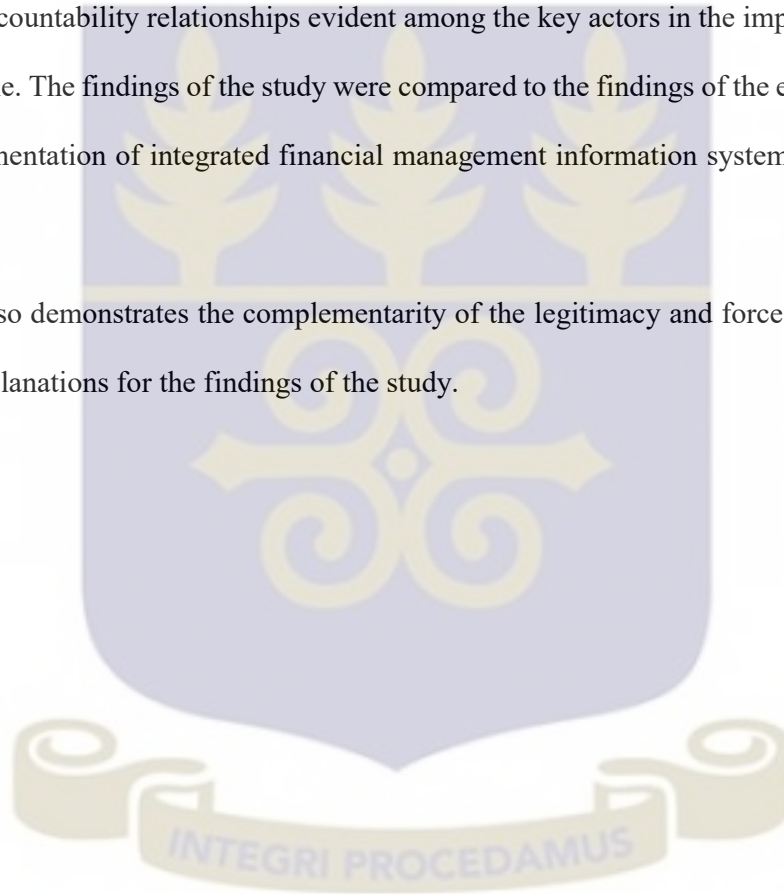 countability relationships evident among the key actors in the imp
e. The findings of the study were compared to the findings of the e
nentation of integrated financial management information system
so demonstrates the complementarity of the legitimacy and force
lanations for the findings of the study.
INTEGRI PROCEDAMUS